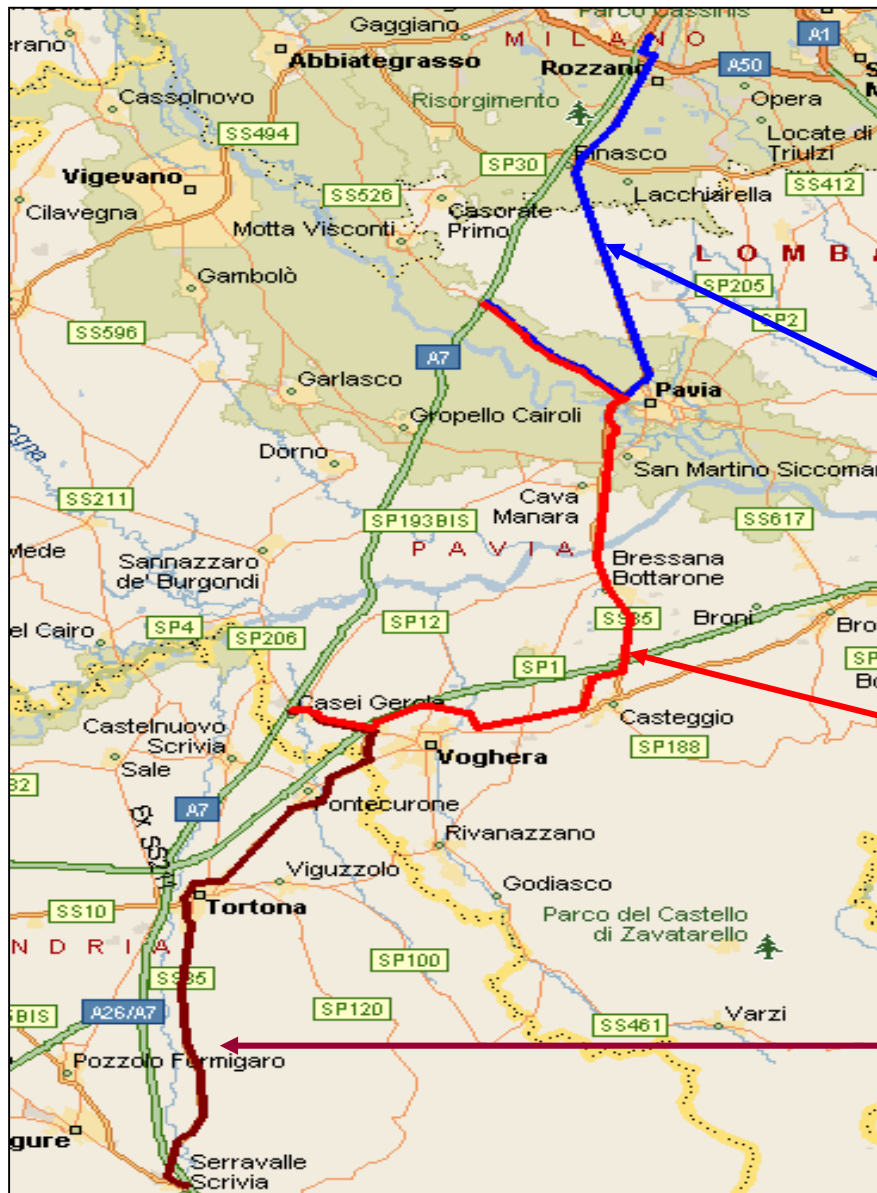 Gaggiano
Parco Cassinis
MILANO
A1
Abbiategrasso
Rozzano
A50
Cassolnovo
Risorgimento
Opera
SS494
Locate di
Triulzi
Vigevano
SP30
SS526
Lacchiarella
SS412
Cilavegna
Casorate
Primo
Motta Visconti
LOMBA
Gambolò
SP205
SP2
SS596
A7
Garlasco
Pavia
Gropello Cairoli
Dorno
San Martino Siccomar
SS211
Cava
Manara
SP193BIS
SS617
PAVIA
Sannazzaro
de' Burgondi
Bressana
Bottarone
SP4
SP12
Broni
el Cairo
SP206
SP1
Casei Gerola
Castelnuovo
Scrivia
Casteggio
Sale
Voghera
SP188
A7
Pontecurone
Rivanazzano
Viguzzolo
Godiasco
SS10
Tortona
Parco del Castello
di Zavatarello
NDRIA
SP100
A26/A7
SP120
SS461
Varzi
Pozzolo Formigaro
gure
Serravalle
Scrivia